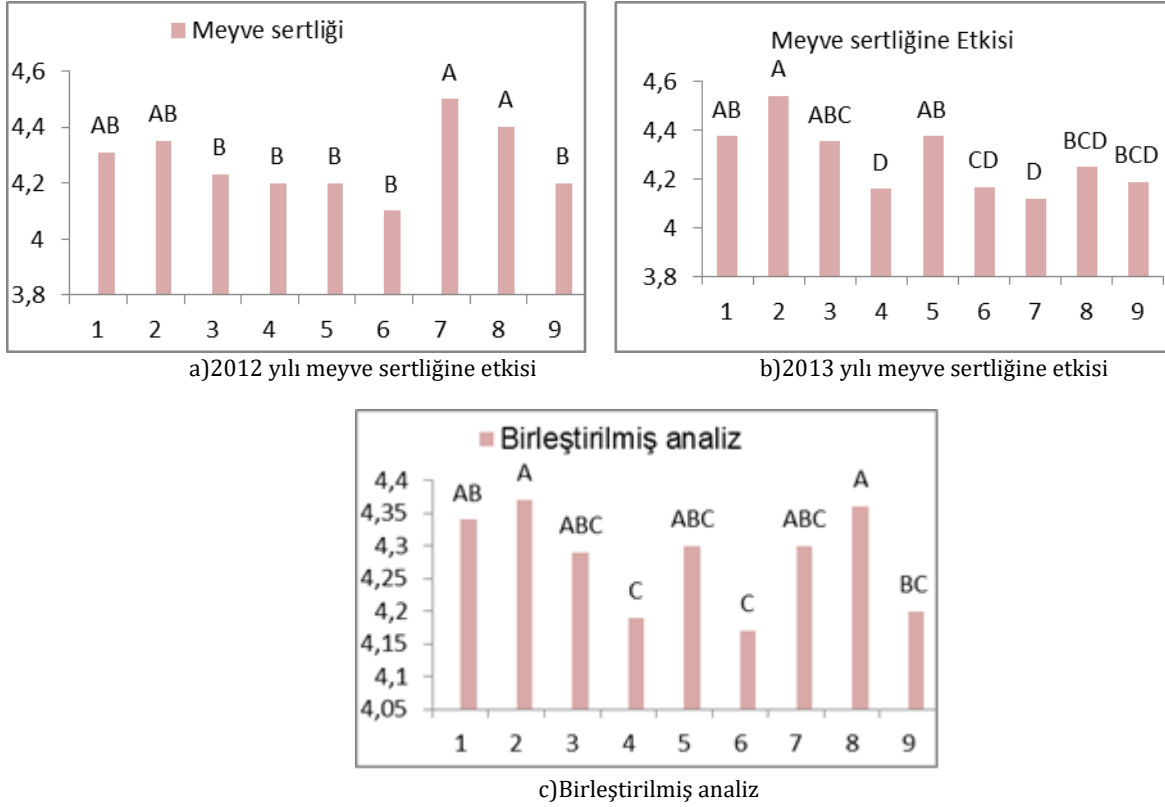 Meyve sertliği
4,6
4,4
4,2
4
3,8
AB AB B B B B A A B
1 2 3 4 5 6 7 8 9
a)2012 yılı meyve sertliğine etkisi
Meyve sertliğine Etkisi
4,6
4,4
4,2
4
3,8
AB A ABC D AB CD D BCD BCD
1 2 3 4 5 6 7 8 9
b)2013 yılı meyve sertliğine etkisi
Birleştirilmiş analiz
4,4
4,35
4,3
4,25
4,2
4,15
4,1
4,05
AB A ABC C ABC C ABC A BC
1 2 3 4 5 6 7 8 9
c)Birleştirilmiş analiz